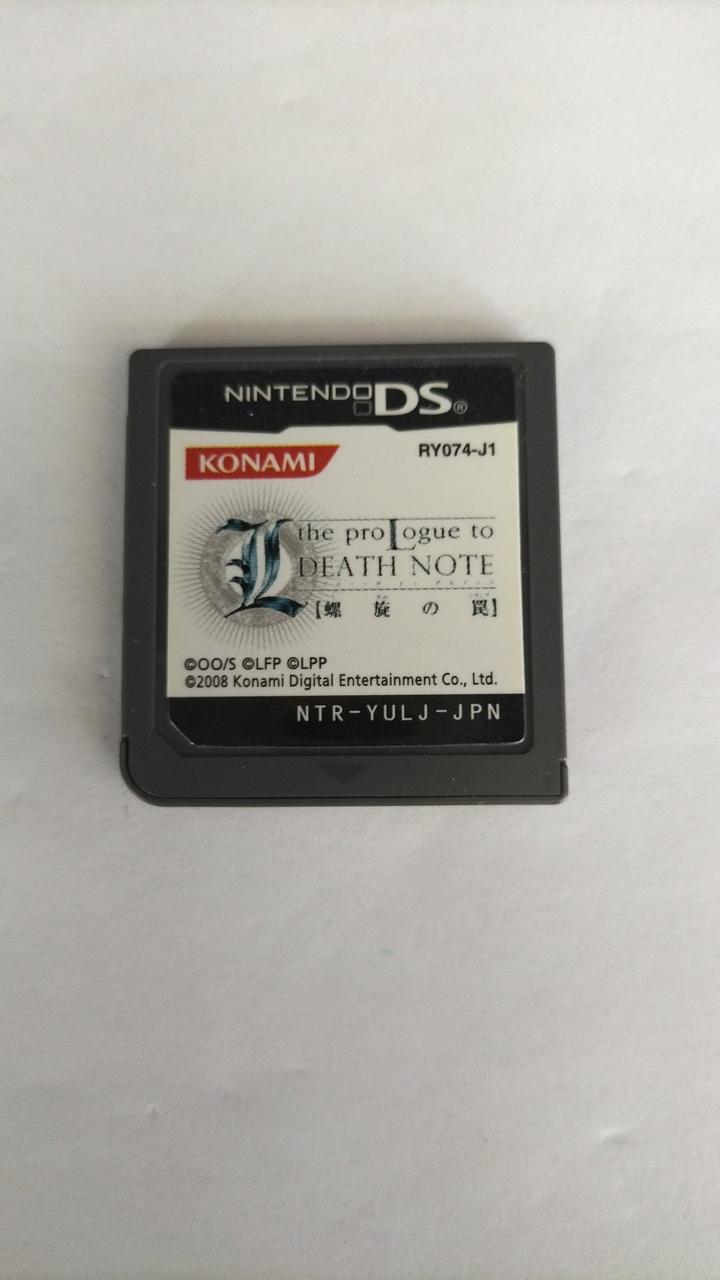 NINTENDO DS®
KONAMI
RY074-J1
L the proLogue to
DEATH NOTE
【螺旋の罠】
©OO/S ©LFP ©LPP
©2008 Konami Digital Entertainment Co., Ltd.
NTR-YULJ-JPN